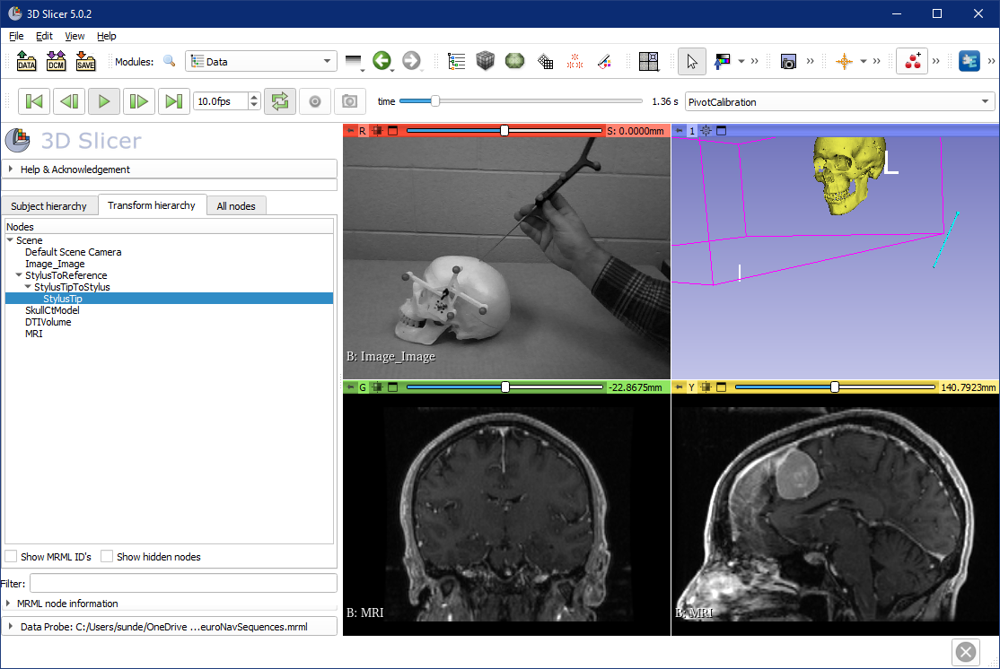 3D Slicer 5.0.2
File Edit View Help
DATA DCM SAVE Modules: Data
10.0fps time 1.36 s PivotCalibration
3D Slicer
Help & Acknowledgement
Subject hierarchy Transform hierarchy All nodes
Nodes
Scene
Default Scene Camera
Image_Image
StylusToReference
StylusTipToStylus
StylusTip
SkullCtModel
DTIVolume
MRI
Show MRML ID's Show hidden nodes
Filter:
MRML node information
Data Probe: C:/Users/sunde/OneDrive ...euroNavSequences.mrml
R S: 0.0000mm
B: Image_Image
1
L
I
G -22.8675mm
B: MRI
Y 140.7923mm
B: MRI